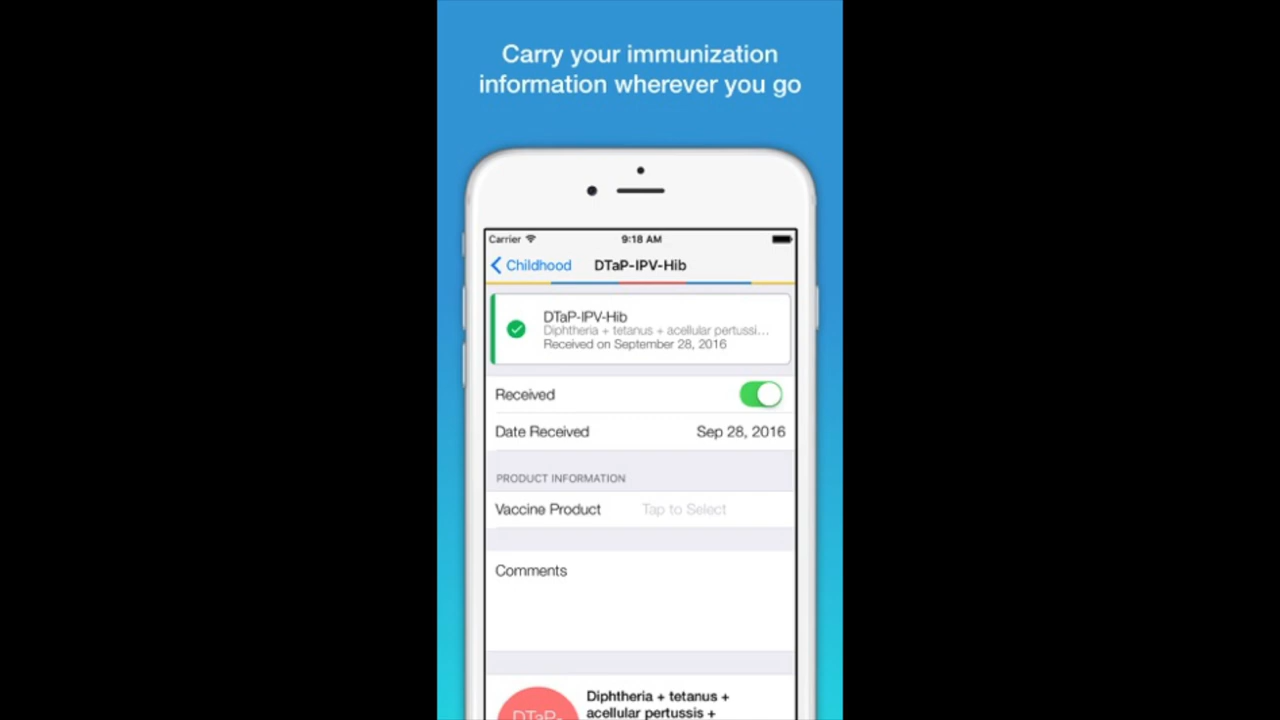 Carry your immunization
information wherever you go
Carrier
9:18 AM
Childhood
DTaP-IPV-Hib
DTaP-IPV-Hib
Diphtheria + tetanus + acellular pertussi...
Received on September 28, 2016
Received
Date Received
Sep 28, 2016
PRODUCT INFORMATION
Vaccine Product
Tap to Select
Comments
DTaP-
Diphtheria + tetanus +
acellular pertussis +